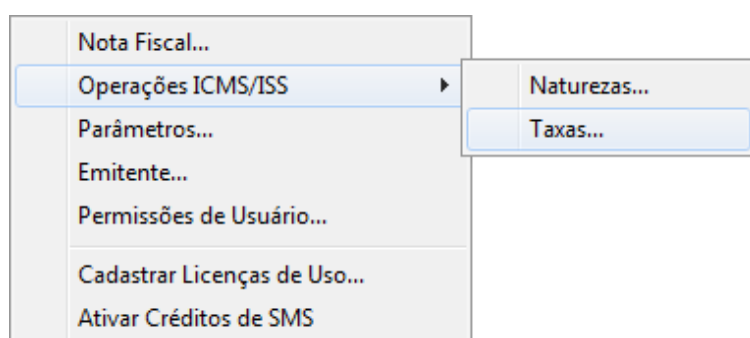 Nota Fiscal...
Operações ICMS/ISS
Naturezas...
Parâmetros...
Taxas...
Emitente...
Permissões de Usuário...
Cadastrar Licenças de Uso...
Ativar Créditos de SMS